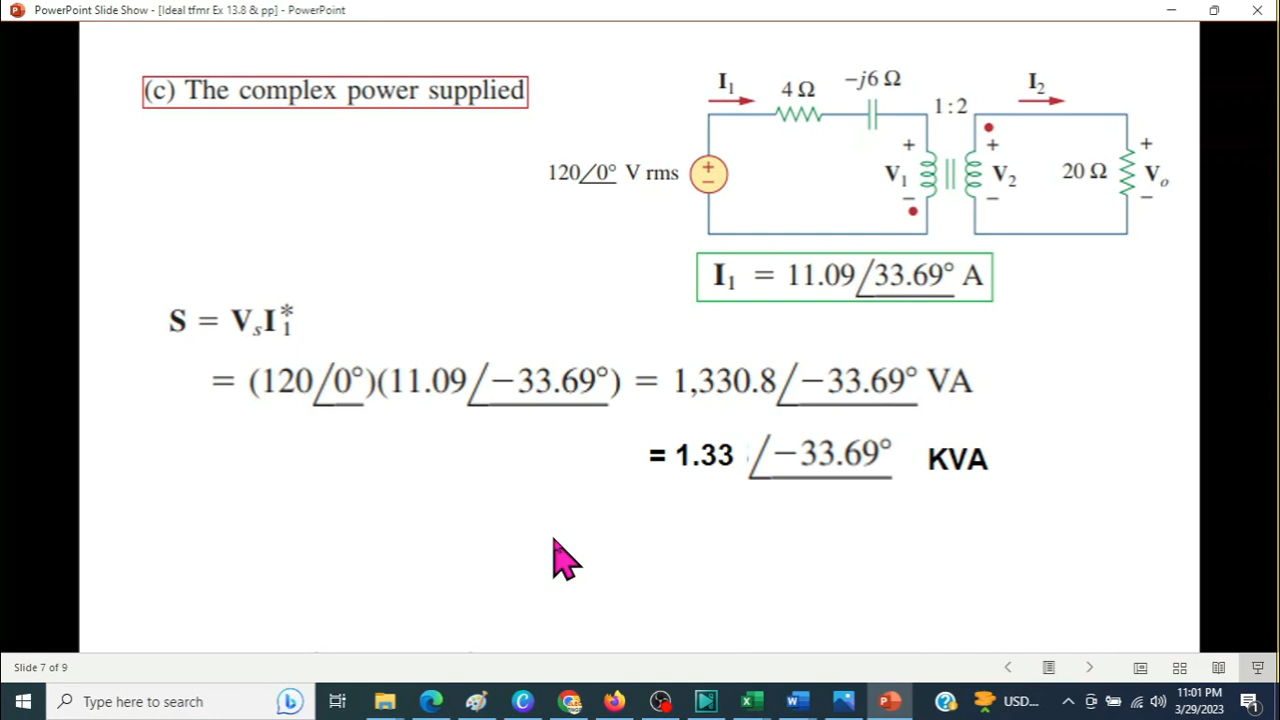 PowerPoint Slide Show - [Ideal tfmr Ex 13.8 & pp] - PowerPoint
(c) The complex power supplied
I1 4 Ω −j6 Ω 1 : 2 I2
120∠0° V rms + − + V1 − + V2 − 20 Ω + Vo −
I1 = 11.09∠33.69° A
S = VsI1*
= (120∠0°)(11.09∠−33.69°) = 1,330.8∠−33.69° VA
= 1.33 ∠−33.69° KVA
Slide 7 of 9
Type here to search
USD...
11:01 PM
3/29/2023
1